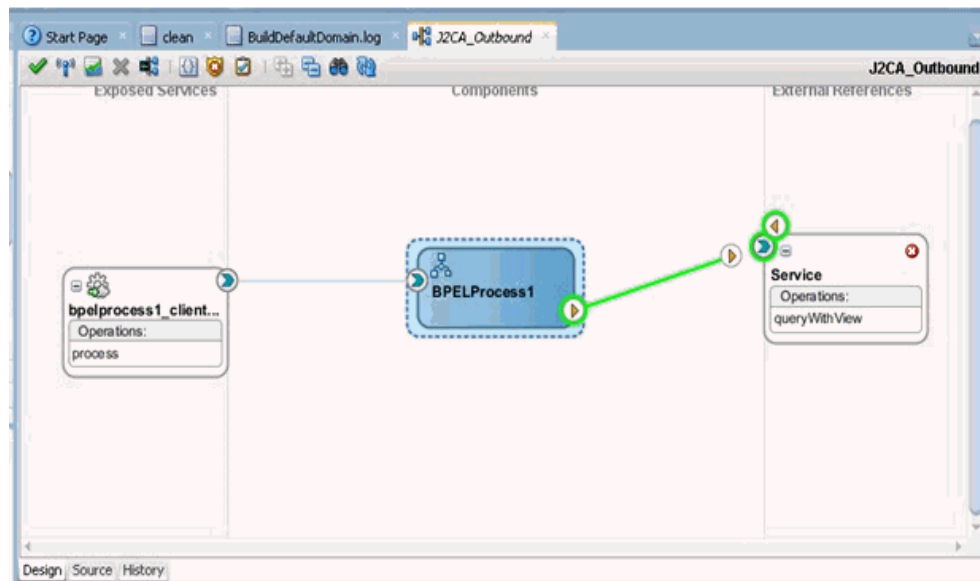 Start Page clean BuildDefaultDomain.log J2CA_Outbound
J2CA_Outbound
Exposed Services Components External References
bpelprocess1_client...
Operations:
process
BPELProcess1
Service
Operations:
queryWithView
Design Source History